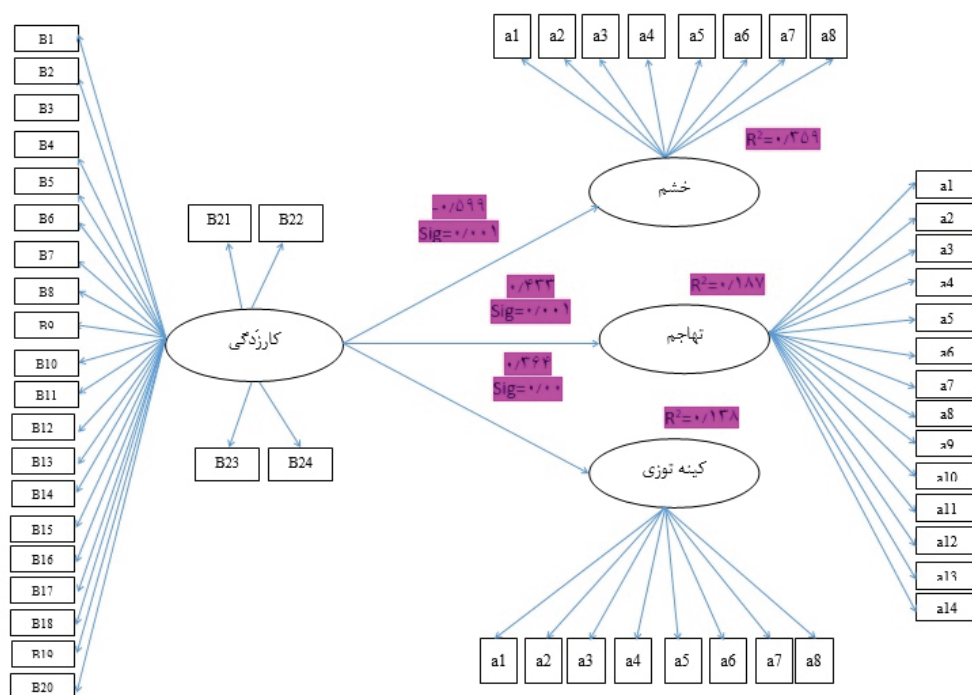 B1
B2
B3
B4
B5
B6
B7
B8
B9
B10
B11
B12
B13
B14
B15
B16
B17
B18
B19
B20
B21 B22
کارزدگی
B23 B24
a1 a2 a3 a4 a5 a6 a7 a8
R²=۰/۳۵۹
خشم
-۰/۵۹۹
Sig=۰/۰۰۱
۰/۴۳۳
Sig=۰/۰۰۱
R²=۰/۱۸۷
تهاجم
۰/۳۶۲
Sig=۰/۰۰
R²=۰/۱۳۸
کینه توزی
a1
a2
a3
a4
a5
a6
a7
a8
a9
a10
a11
a12
a13
a14
a1 a2 a3 a4 a5 a6 a7 a8